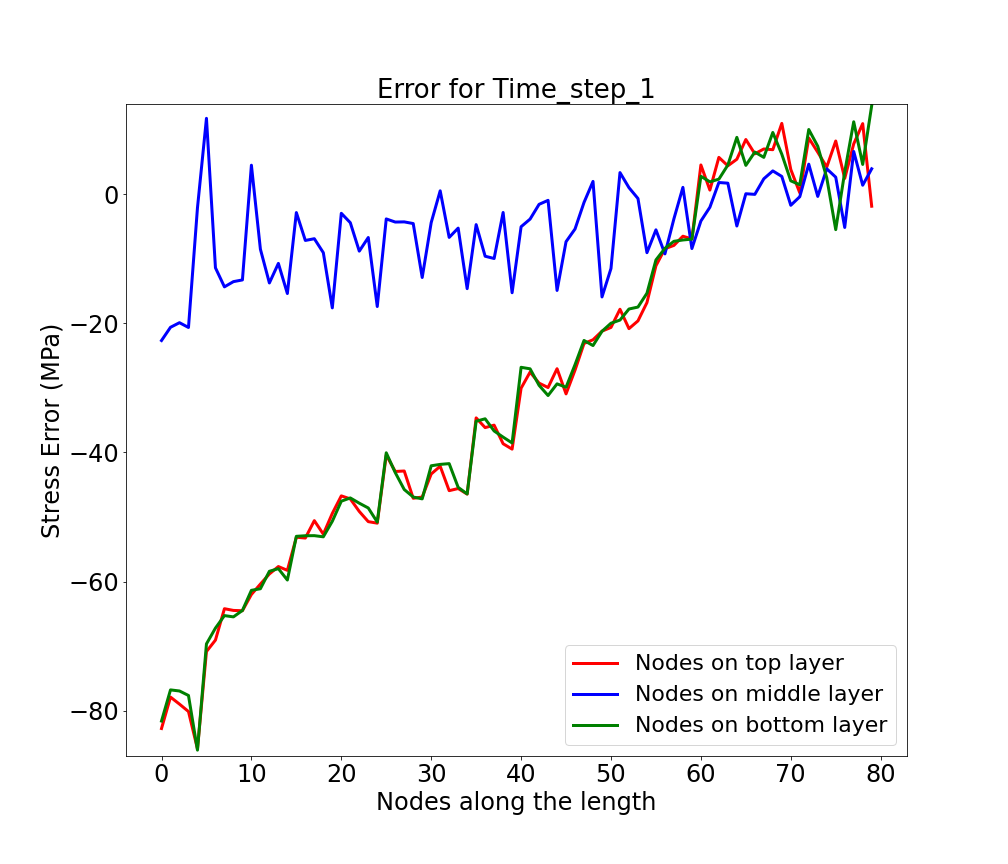 Error for Time_step_1
Stress Error (MPa)
0
−20
−40
−60
−80
0 10 20 30 40 50 60 70 80
Nodes along the length
Nodes on top layer
Nodes on middle layer
Nodes on bottom layer